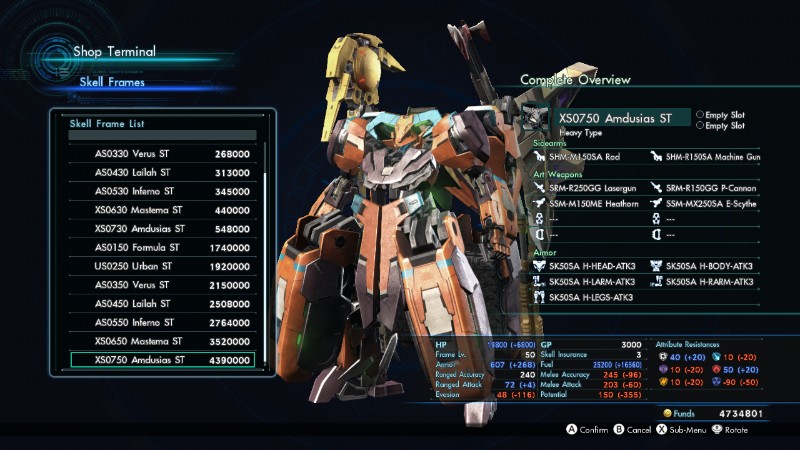 Shop Terminal
Skell Frames
Skell Frame List
AS0330 Verus ST 268000
AS0430 Lailah ST 313000
AS0530 Inferno ST 345000
XS0630 Mastema ST 440000
XS0730 Amdusias ST 548000
AS0150 Formula ST 1740000
US0250 Urban ST 1920000
AS0350 Verus ST 2150000
AS0450 Lailah ST 2508000
AS0550 Inferno ST 2764000
XS0650 Mastema ST 3520000
XS0750 Amdusias ST 4390000
Complete Overview
XS0750 Amdusias ST
Heavy Type
Empty Slot
Empty Slot
Sidearms
SHM-M150SA Rod SHR-R150SA Machine Gun
Art Weapons
SRM-R250GG Lasergun SRM-R150GG P-Cannon
SSM-M150ME Heathorn SSM-MX250SA E-Scythe
--- ---
--- ---
Armor
SK50SA H-HEAD-ATK3 SK50SA H-BODY-ATK3
SK50SA H-LARM-ATK3 SK50SA H-RARM-ATK3
SK50SA H-LEGS-ATK3
HP (+6800) GP 3000
Frame Lv. 50 Skell Insurance 3
Armor 607 (+268) Fuel 25200 (+16560)
Ranged Accuracy 240 Melee Accuracy 245 (-96)
Ranged Attack 72 (+4) Melee Attack 203 (-60)
Evasion 48 (-116) Potential 150 (-355)
Attribute Resistances
40 (+20) 10 (-20)
10 (-20) 50 (+20)
10 (-20) -90 (-50)
Funds 4734801
A Confirm B Cancel X Sub-Menu R Rotate